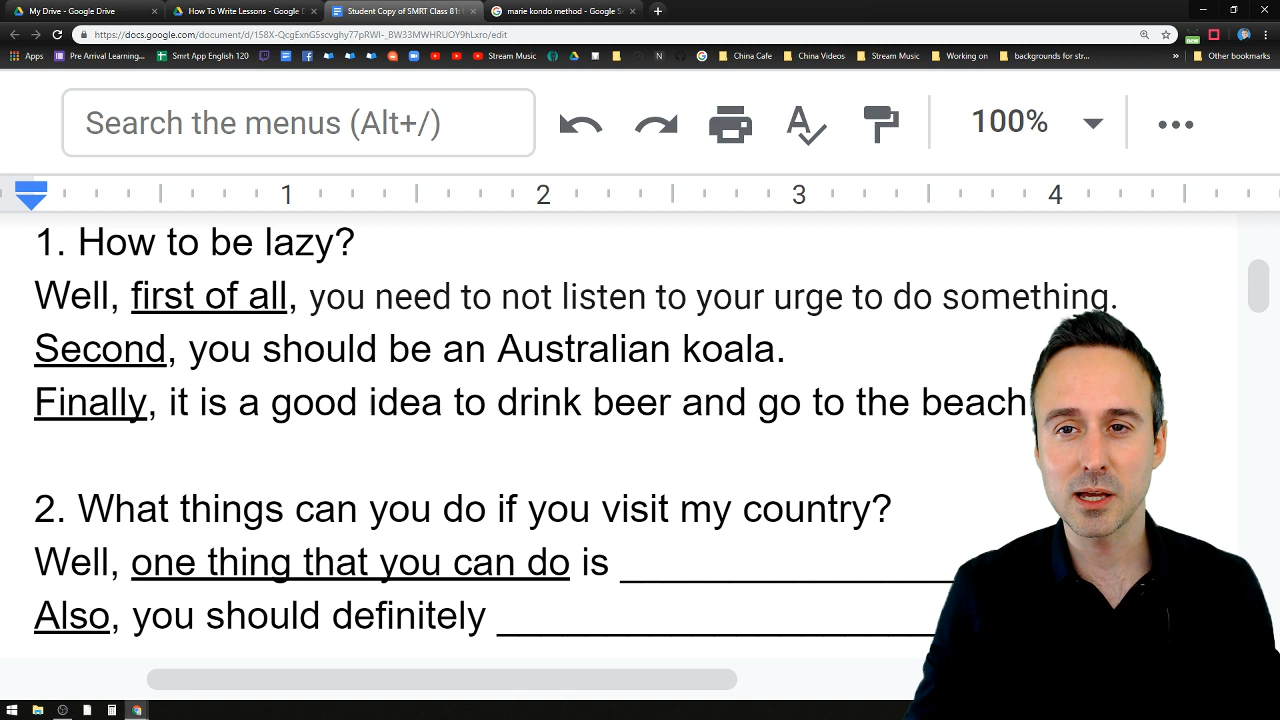 My Drive - Google Drive
How To Write Lessons - Google D
Student Copy of SMRT Class 81:
marie kondo method - Google S
https://docs.google.com/document/d/
/edit
Apps
Pre Arrival Learning...
Smrt App English 120
Stream Music
China Cafe
China Videos
Stream Music
Working on
backgrounds for str...
Other bookmarks
Search the menus (Alt+/)
100%
1 2 3 4
1. How to be lazy?
Well, first of all, you need to not listen to your urge to do something.
Second, you should be an Australian koala.
Finally, it is a good idea to drink beer and go to the beach
2. What things can you do if you visit my country?
Well, one thing that you can do is
Also, you should definitely